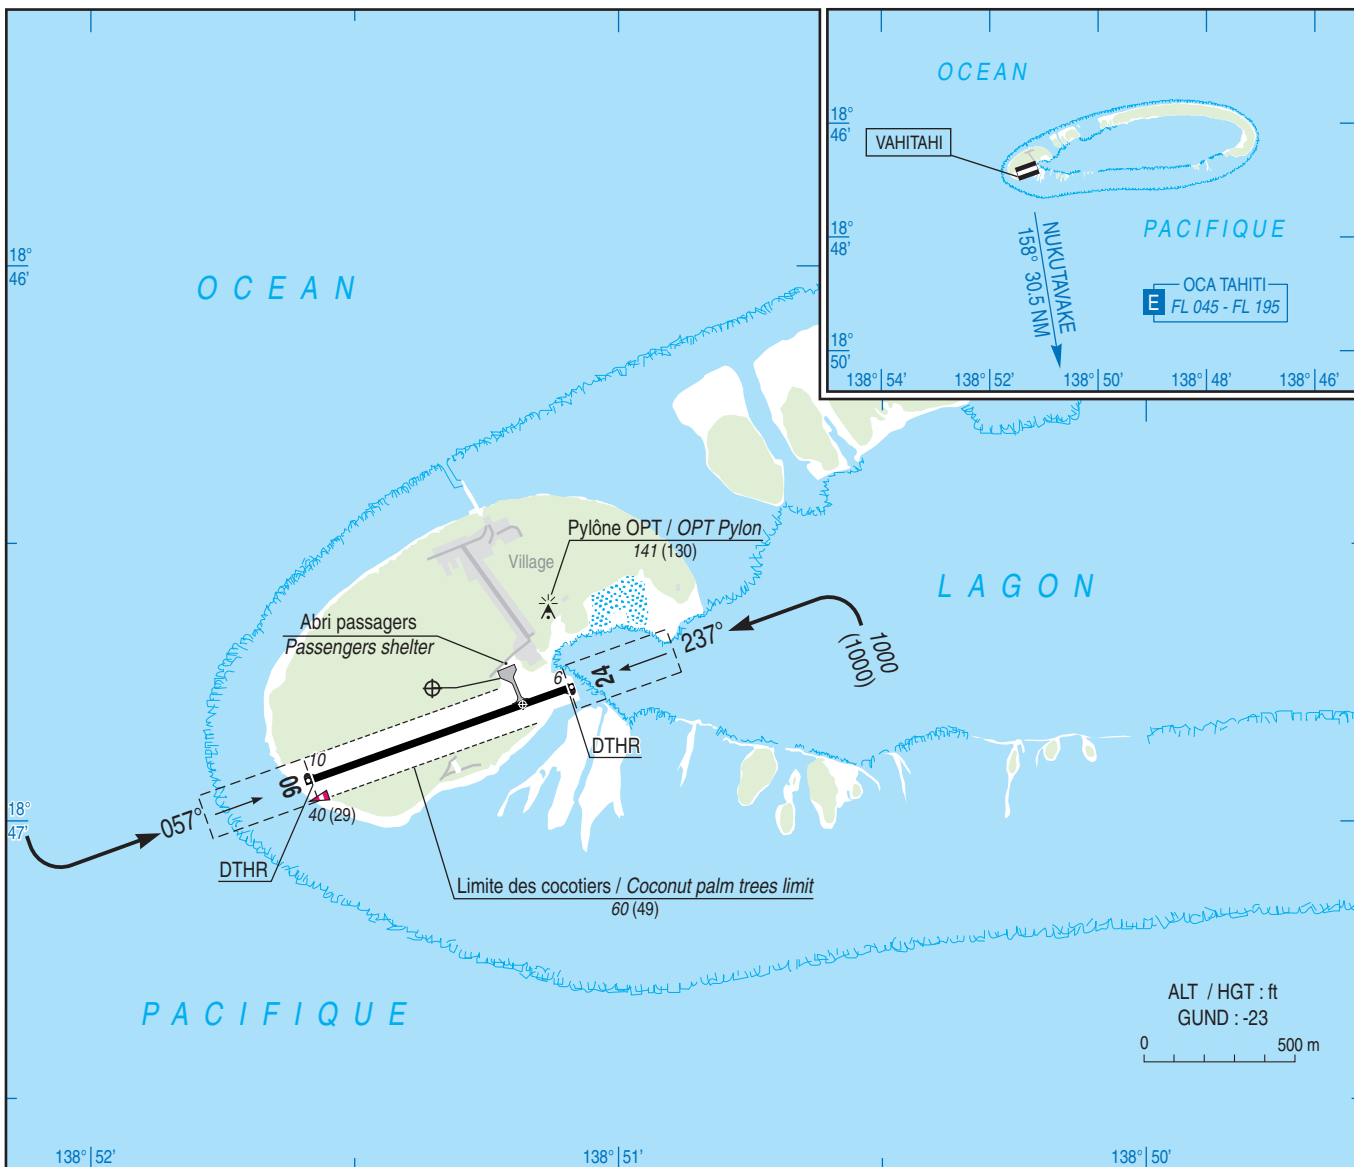 OCEAN
18°
46'
VAHITAHI
18°
48'
PACIFIQUE
NUKUTAVAKE
158° 30.5 NM
OCA TAHITI
E
FL 045 - FL 195
18°
50'
138° 54'
138° 52'
138° 50'
138° 48'
138° 46'
18°
46'
OCEAN
Pylône OPT / OPT Pylon
141 (130)
Village
LAGON
Abri passagers
Passengers shelter
237°
1000
(1000)
24
6
DTHR
10
06
40 (29)
18°
47'
057°
DTHR
Limite des cocotiers / Coconut palm trees limit
60 (49)
PACIFIQUE
ALT / HGT : ft
GUND : -23
0
500 m
138° 52'
138° 51'
138° 50'